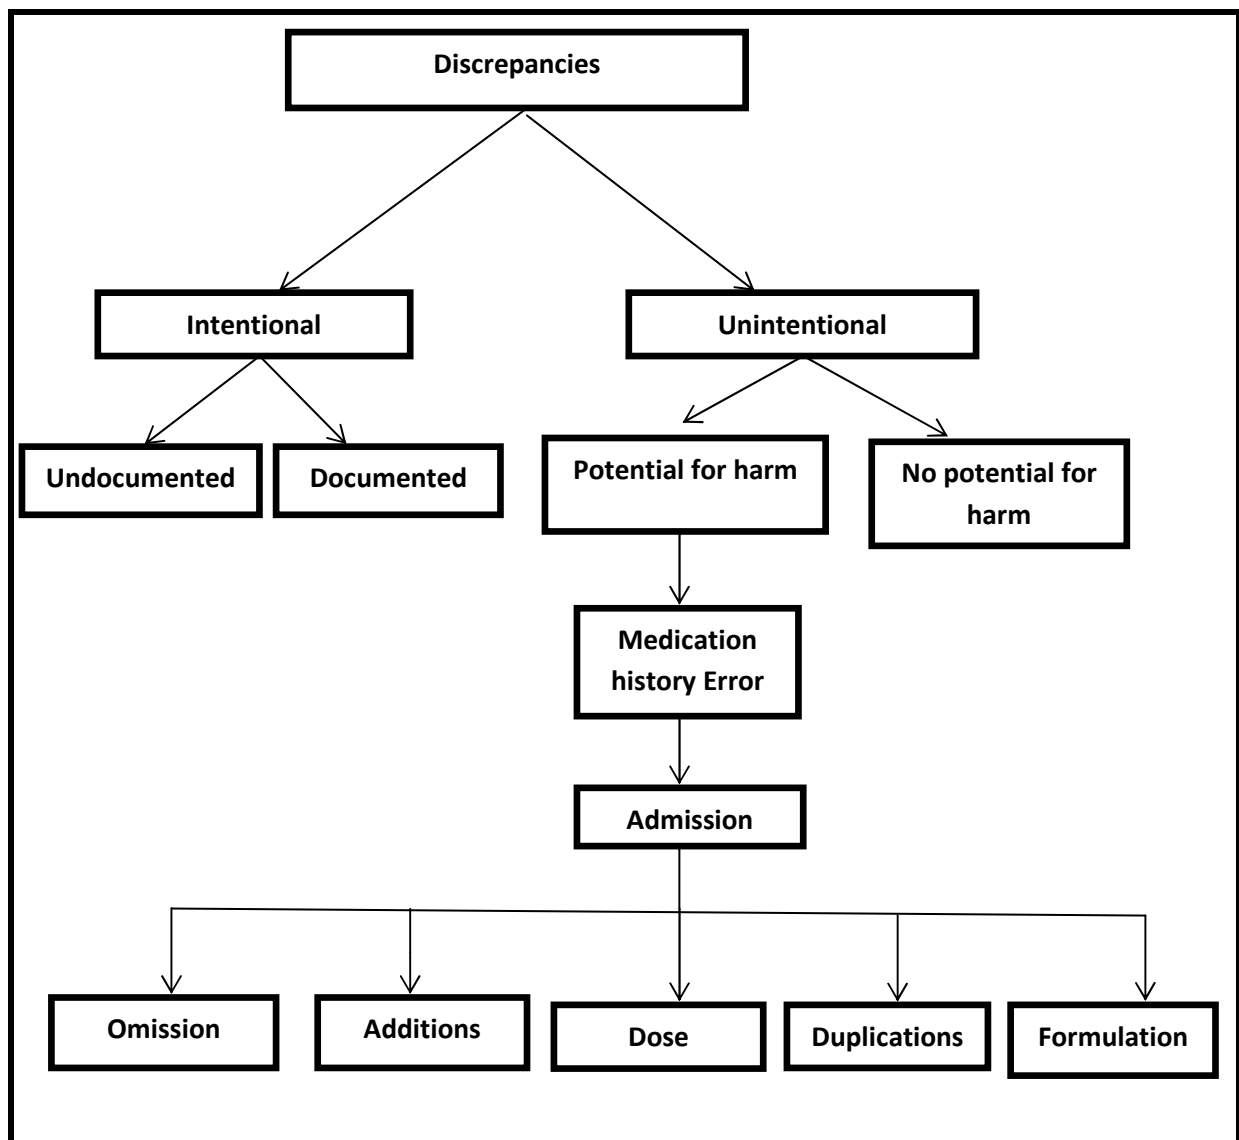 Discrepancies
Intentional
Unintentional
Undocumented
Documented
Potential for harm
No potential for
harm
Medication
history Error
Admission
Omission
Additions
Dose
Duplications
Formulation